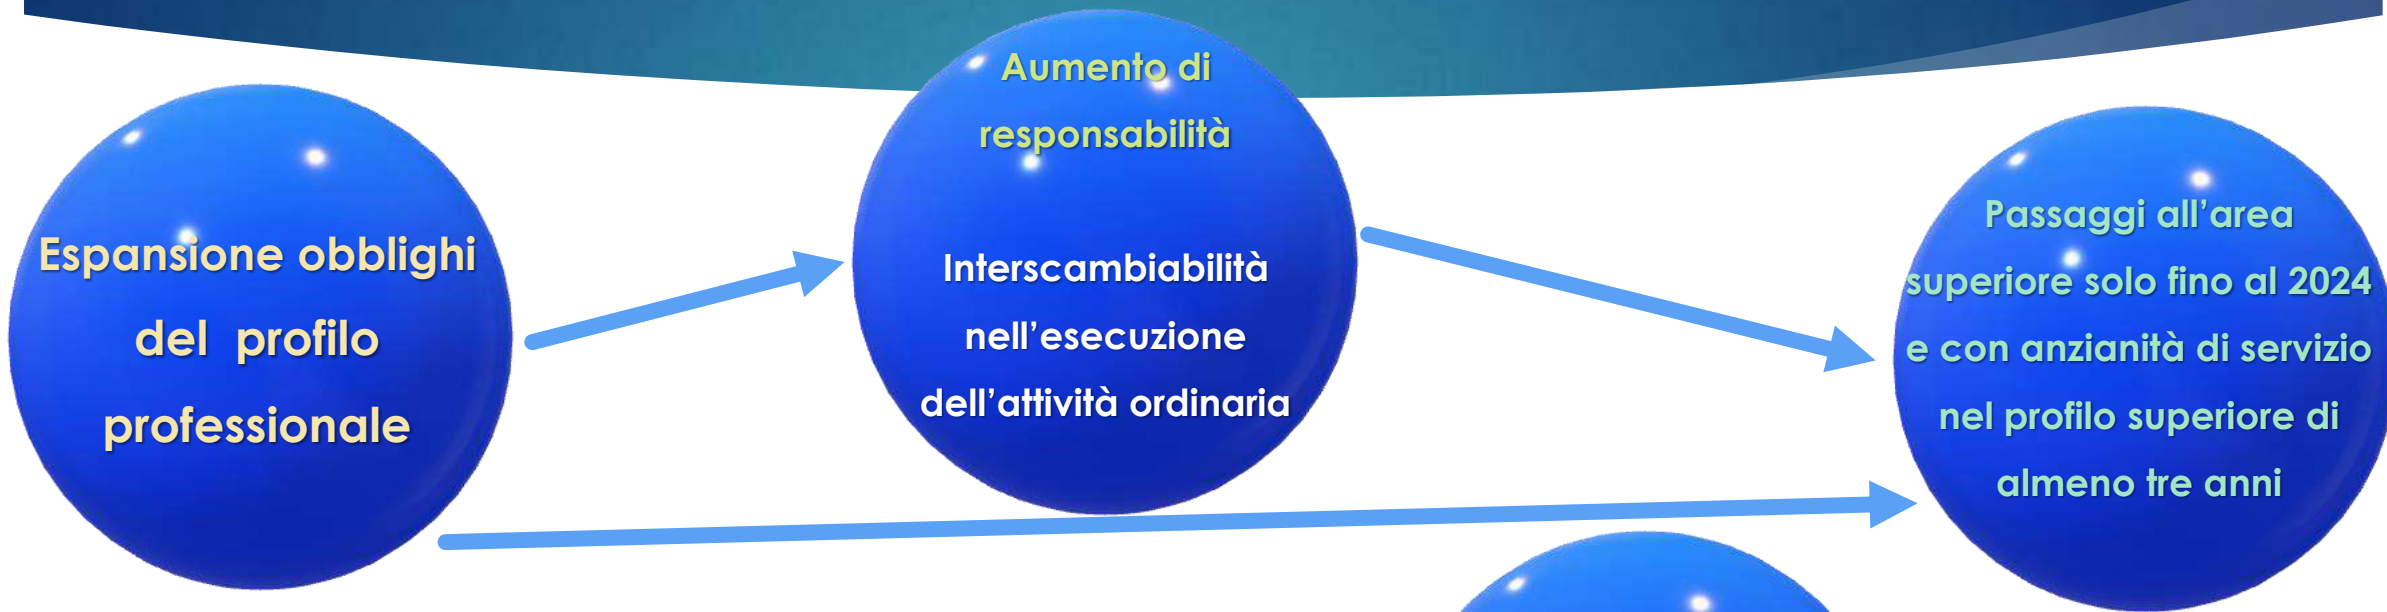 Espansione obblighi
del profilo
professionale
Aumento di
responsabilità
Interscambiabilità
nell’esecuzione
dell’attività ordinaria
Passaggi all’area
superiore solo fino al 2024
e con anzianità di servizio
nel profilo superiore di
almeno tre anni